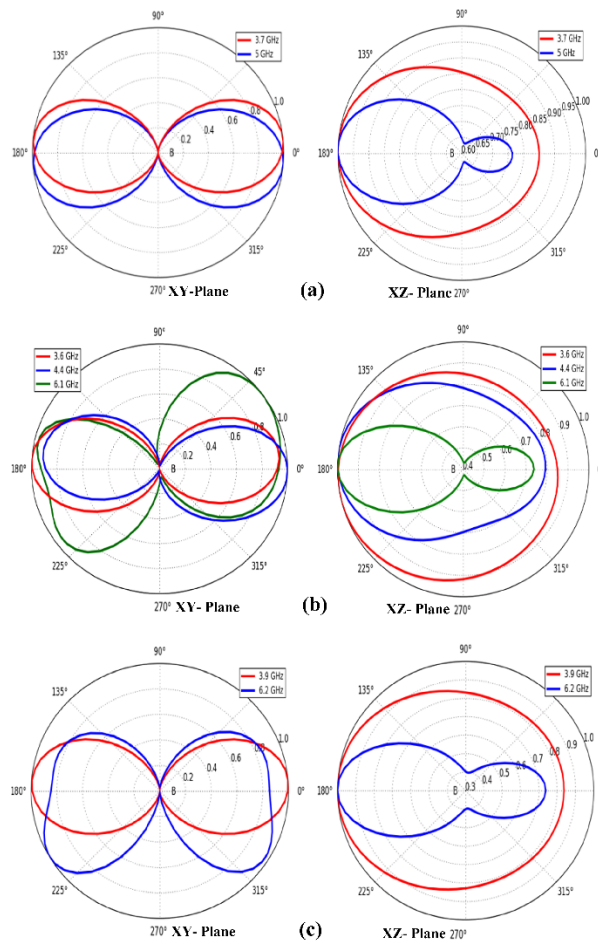 90°
135°
3.7 GHz
5 GHz
180°
B
0.2
0.4
0.6
0.8
1.0
225°
315°
270°
XY-Plane
90°
135°
3.7 GHz
5 GHz
180°
B
0.60
0.65
0.70
0.75
0.80
0.85
0.90
0.95
1.00
0
225°
315°
270°
XZ- Plane
(a)
90°
3.6 GHz
4.4 GHz
6.1 GHz
45°
180°
B
0.2
0.4
0.6
0.8
1.0
0°
225°
315°
270°
XY- Plane
90°
135°
3.6 GHz
4.4 GHz
6.1 GHz
180°
B
0.4
0.5
0.6
0.7
0.8
0.9
1.0
225°
315°
270°
XZ- Plane
(b)
90°
135°
3.9 GHz
6.2 GHz
180°
B
0.2
0.4
0.6
0.8
1.0
0°
225°
315°
270°
XY- Plane
90°
135°
3.9 GHz
6.2 GHz
180°
B
0.3
0.4
0.5
0.6
0.7
0.8
0.9
1.0
225°
315°
270°
XZ- Plane
(c)